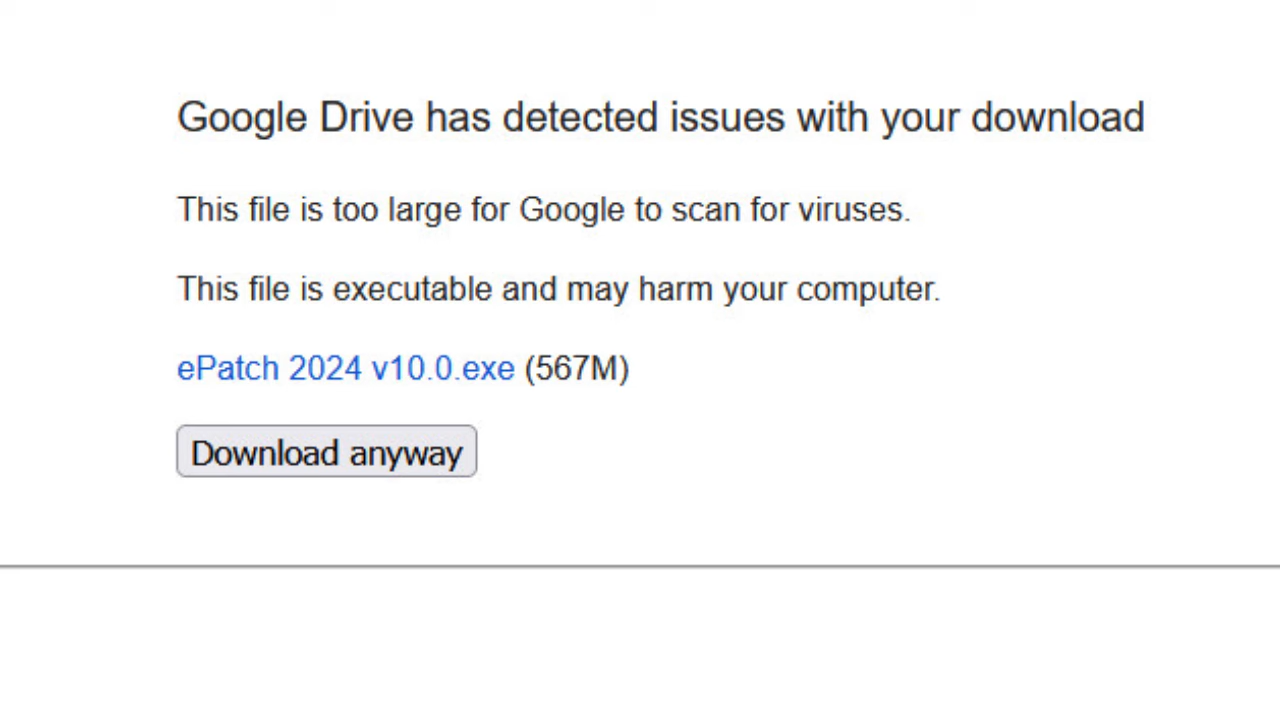 Google Drive has detected issues with your download
This file is too large for Google to scan for viruses.
This file is executable and may harm your computer.
ePatch 2024 v10.0.exe (567M)
Download anyway